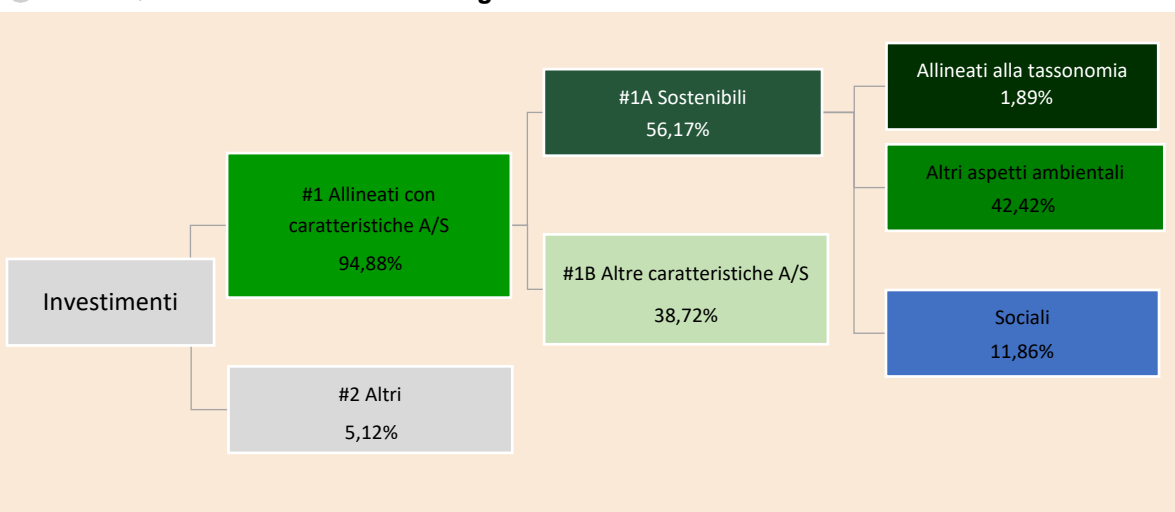 Investimenti
#1 Allineati con
caratteristiche A/S
94,88%
#2 Altri
5,12%
#1A Sostenibili
56,17%
#1B Altre caratteristiche A/S
38,72%
Allineati alla tassonomia
1,89%
Altri aspetti ambientali
42,42%
Sociali
11,86%